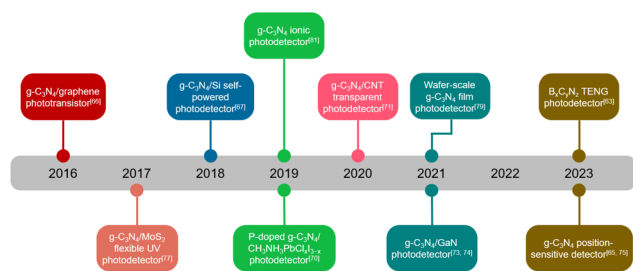 g-C₃N₄ ionic
photodetector[81]
g-C₃N₄/graphene
phototransistor[66]
g-C₃N₄/Si self-
powered
photodetector[67]
g-C₃N₄/CNT
transparent
photodetector[71]
Wafer-scale
g-C₃N₄ film
photodetector[79]
BₓCᵧN_z TENG
photodetector[63]
2016 2017 2018 2019 2020 2021 2022 2023
g-C₃N₄/MoS₂
flexible UV
photodetector[77]
P-doped g-C₃N₄/
CH₃NH₃PbClₓI₃₋ₓ
photodetector[70]
g-C₃N₄/GaN
photodetector[73, 74]
g-C₃N₄ position-
sensitive detector[65, 75]